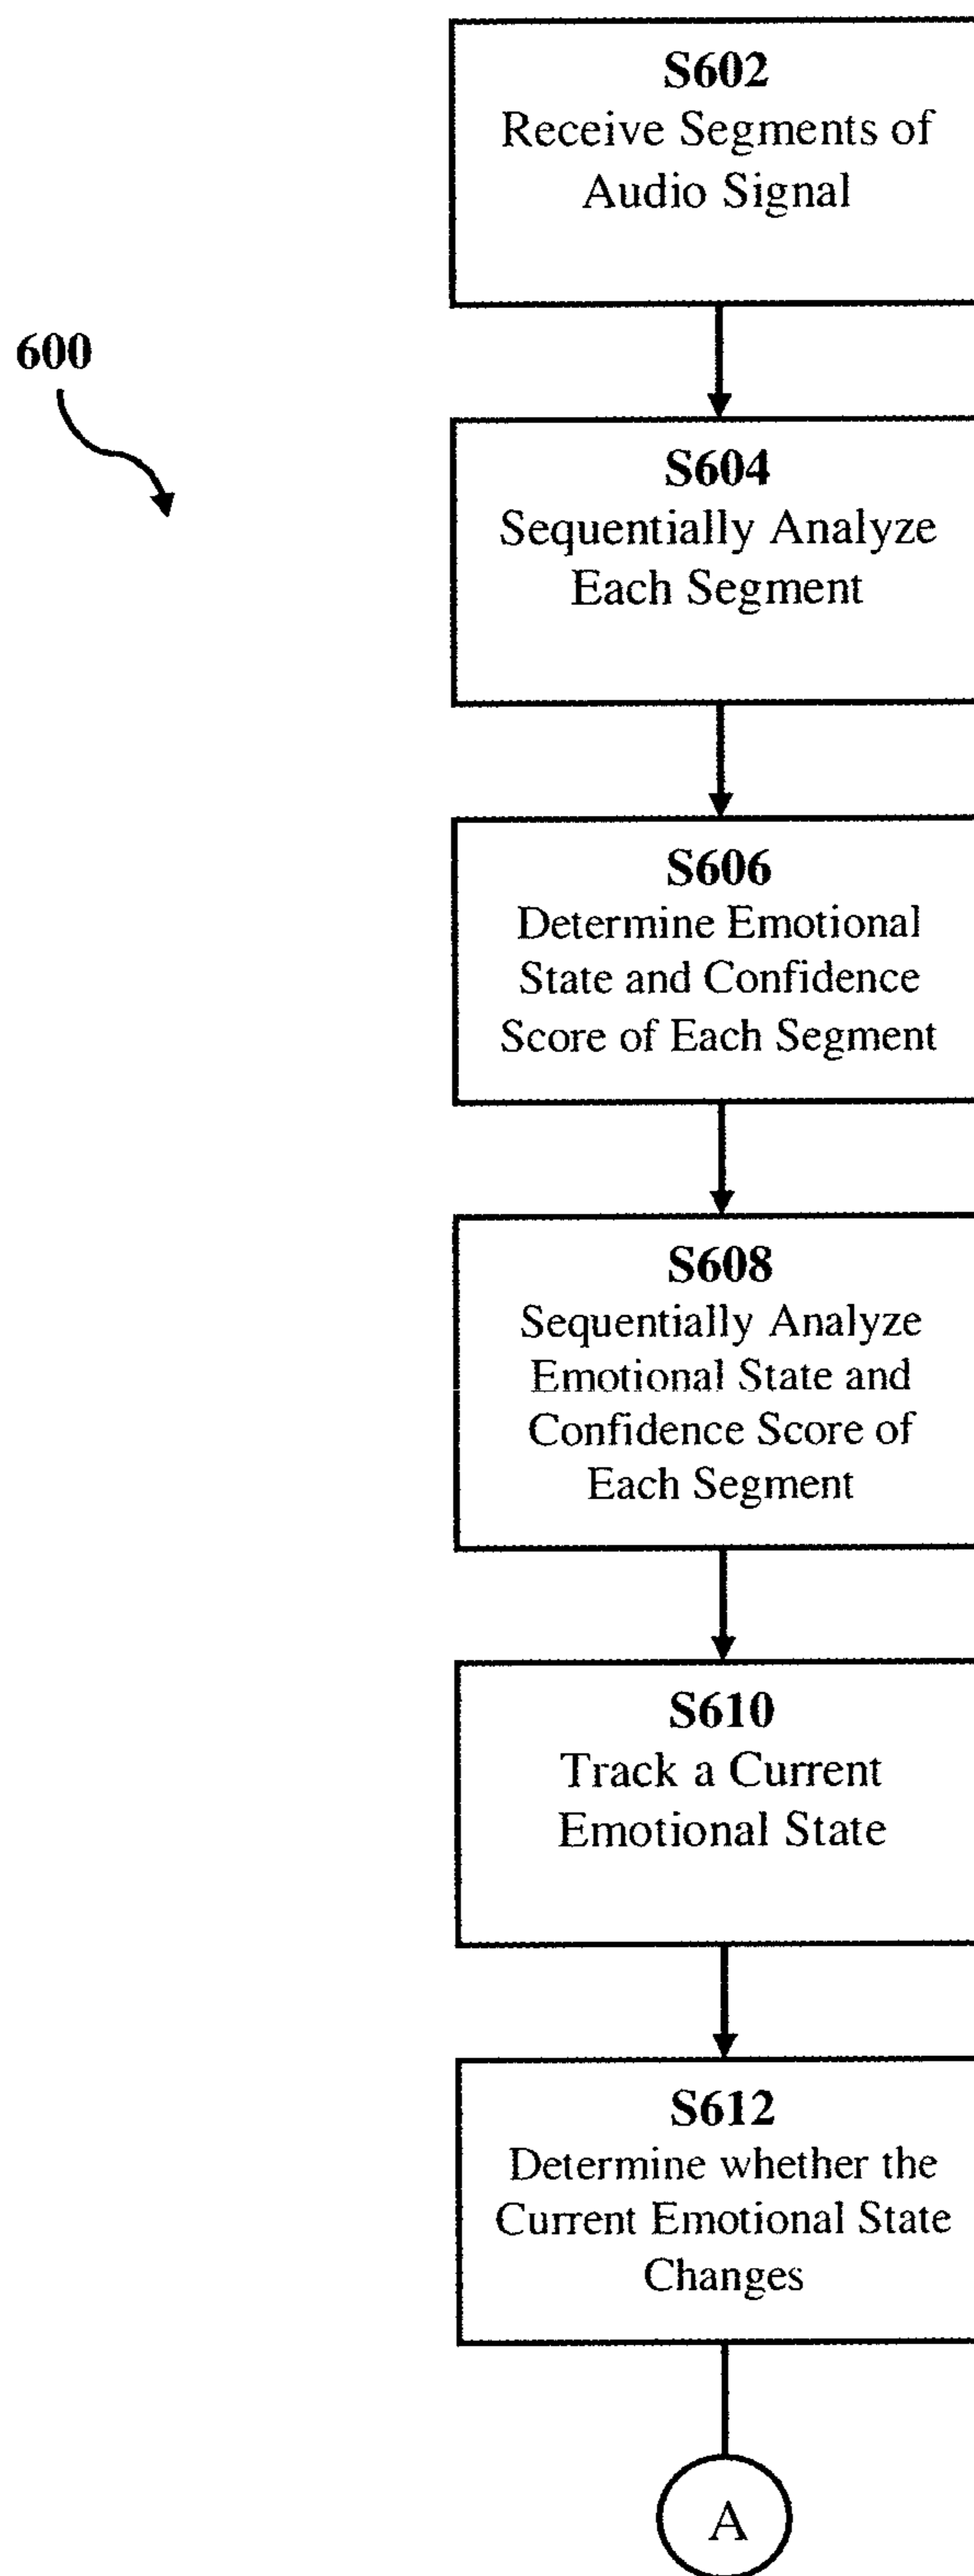 S602
Receive Segments of
Audio Signal
600
S604
Sequentially Analyze
Each Segment
S606
Determine Emotional
State and Confidence
Score of Each Segment
S608
Sequentially Analyze
Emotional State and
Confidence Score of
Each Segment
S610
Track a Current
Emotional State
S612
Determine whether the
Current Emotional State
Changes
A